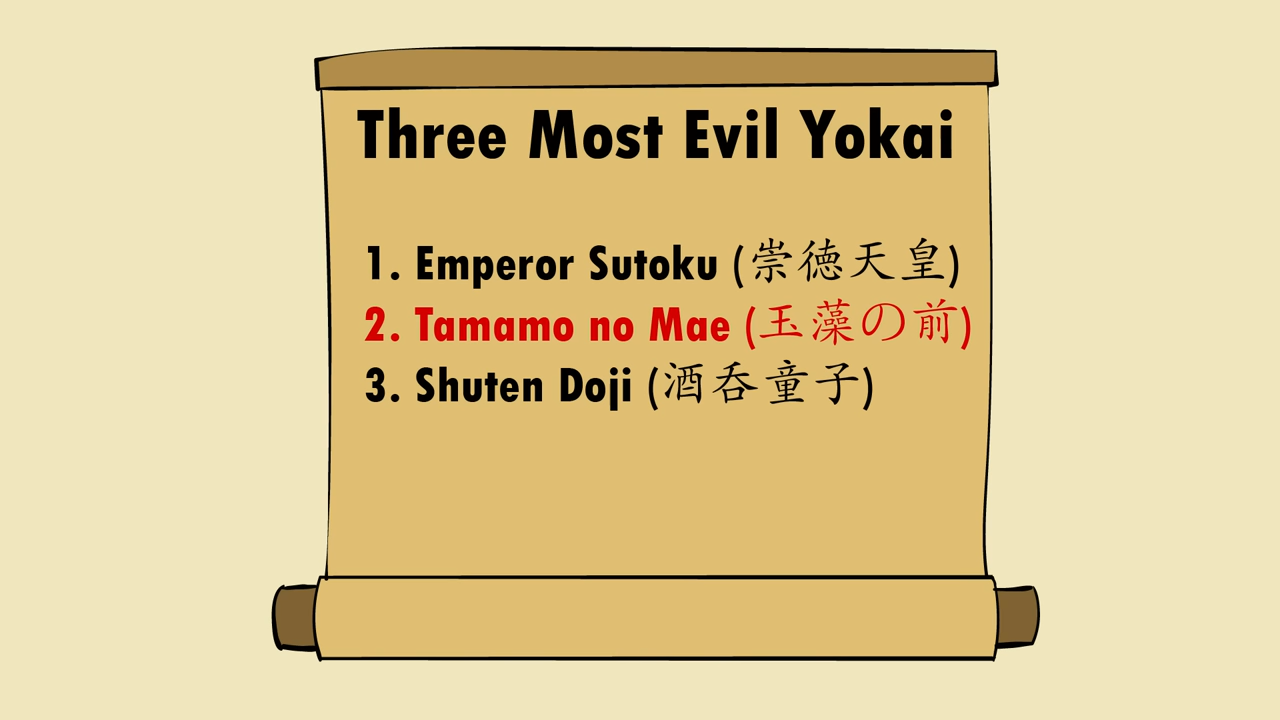 Three Most Evil Yokai
1. Emperor Sutoku (崇徳天皇)
2. Tamamo no Mae (玉藻の前)
3. Shuten Doji (酒呑童子)